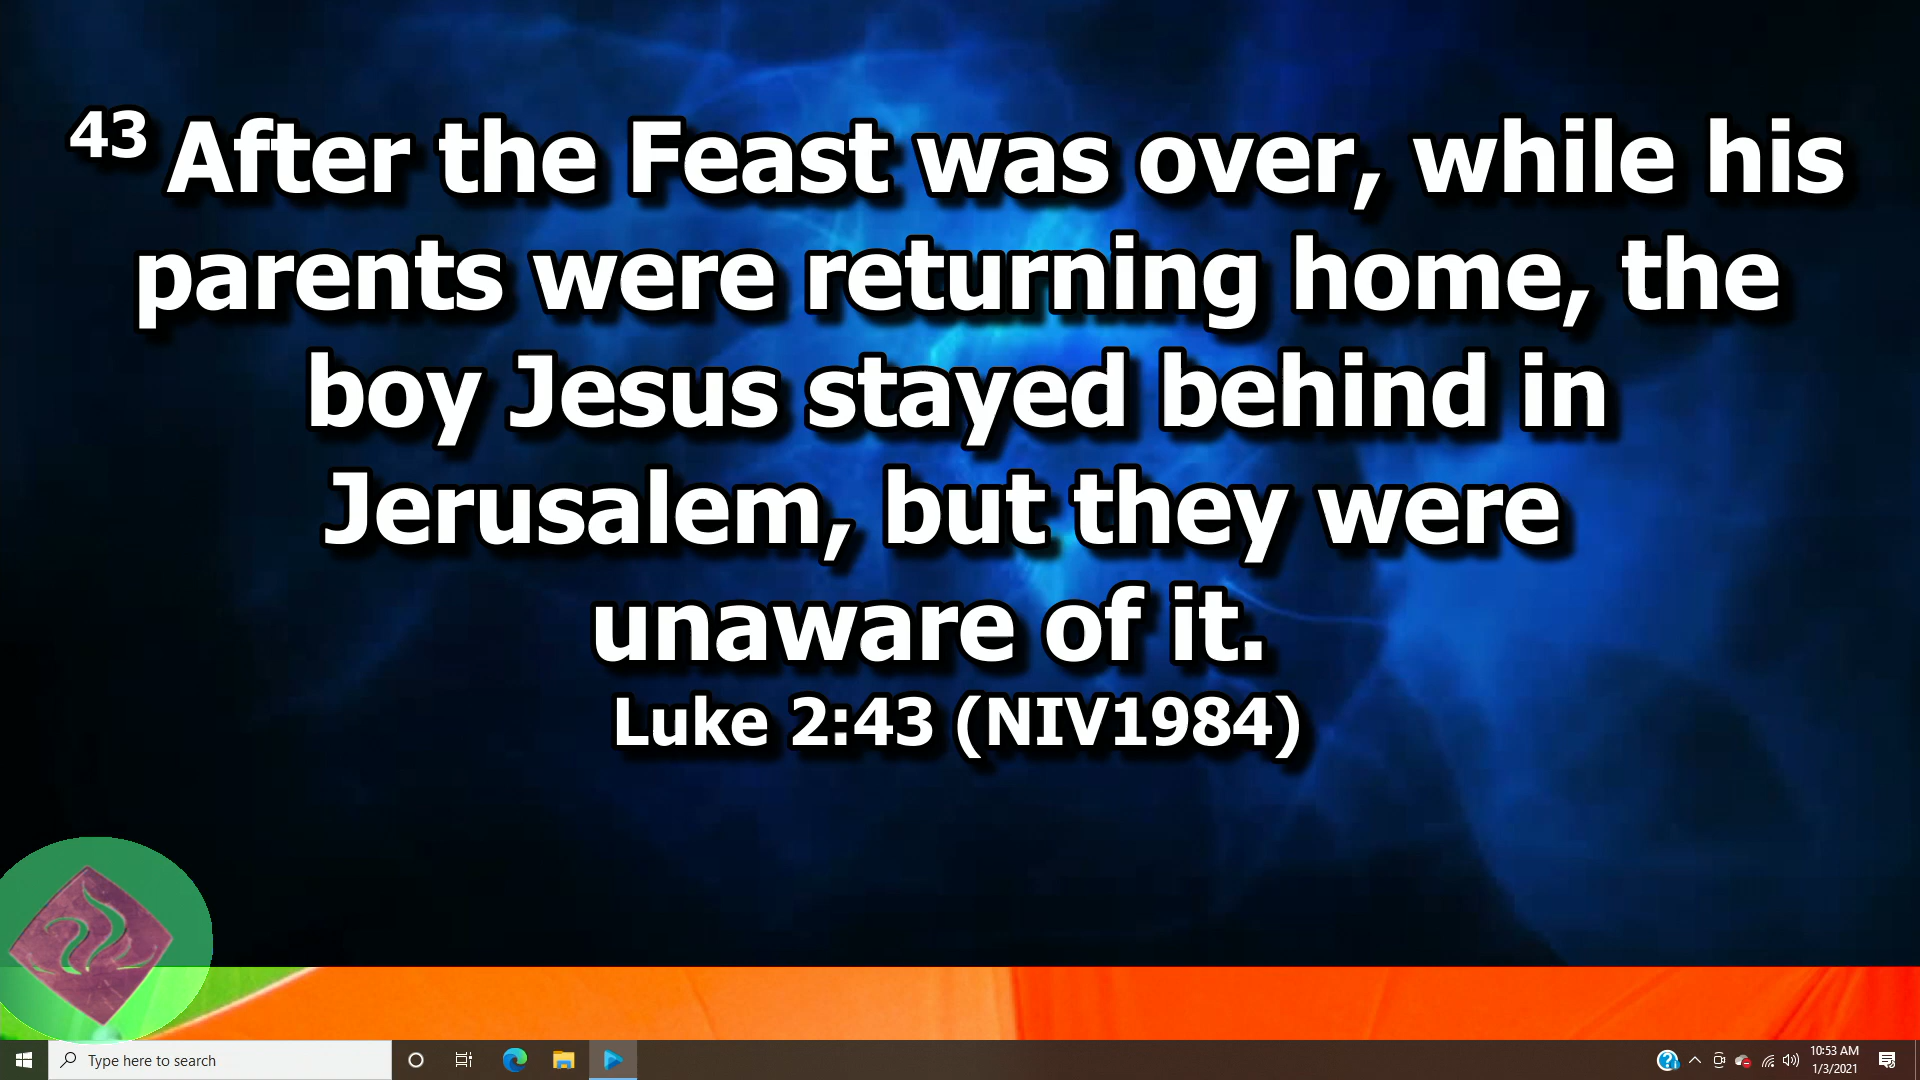 43 After the Feast was over, while his
parents were returning home, the
boy Jesus stayed behind in
Jerusalem, but they were
unaware of it.
Luke 2:43 (NIV1984)
Type here to search
10:53 AM
1/3/2021